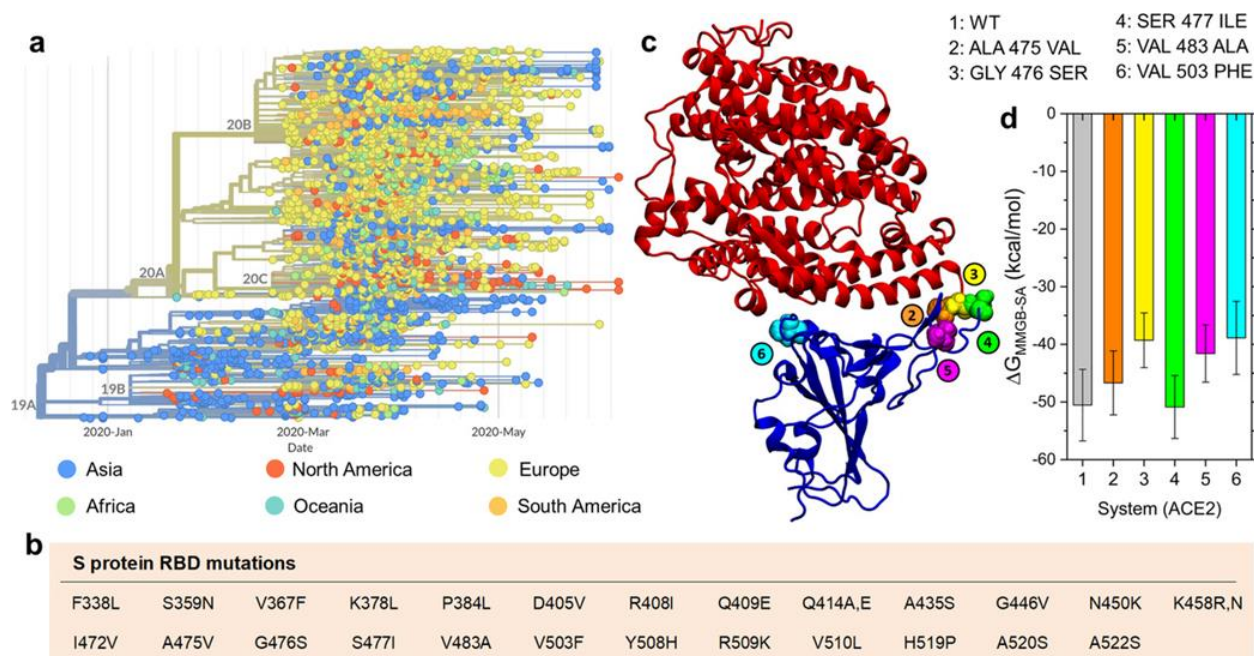 a
20B
20A
20C
19B
19A
2020-Jan
2020-Mar
2020-May
Date
Asia
North America
Europe
Africa
Oceania
South America
c
2
3
4
5
6
1: WT
4: SER 477 ILE
2: ALA 475 VAL
5: VAL 483 ALA
3: GLY 476 SER
6: VAL 503 PHE
d
0
-10
-20
-30
-40
-50
-60
ΔG MMGB-SA (kcal/mol)
1 2 3 4 5 6
System (ACE2)
b
S protein RBD mutations
F338L S359N V367F K378L P384L D405V R408I Q409E Q414A,E A435S G446V N450K K458R,N
I472V A475V G476S S477I V483A V503F Y508H R509K V510L H519P A520S A522S